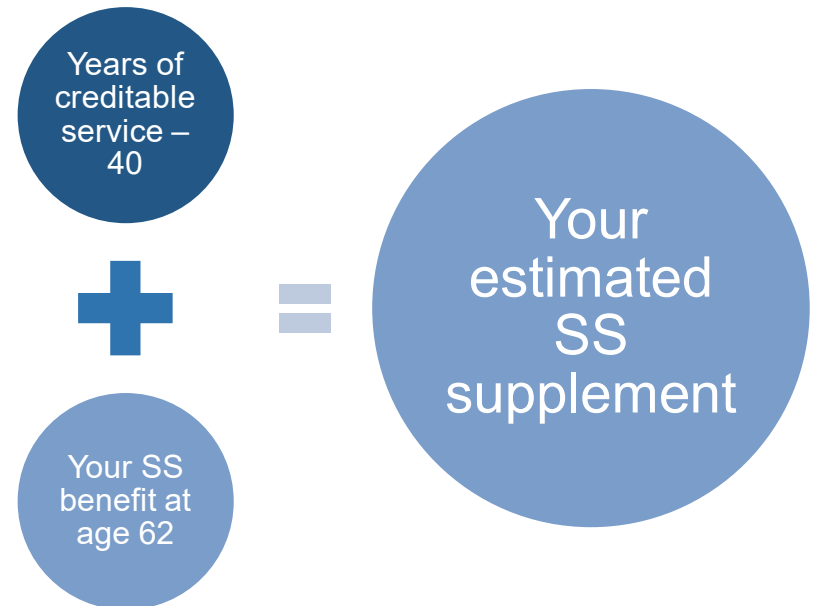 Years of
creditable
service –
40
Your SS
benefit at
age 62
Your
estimated
SS
supplement